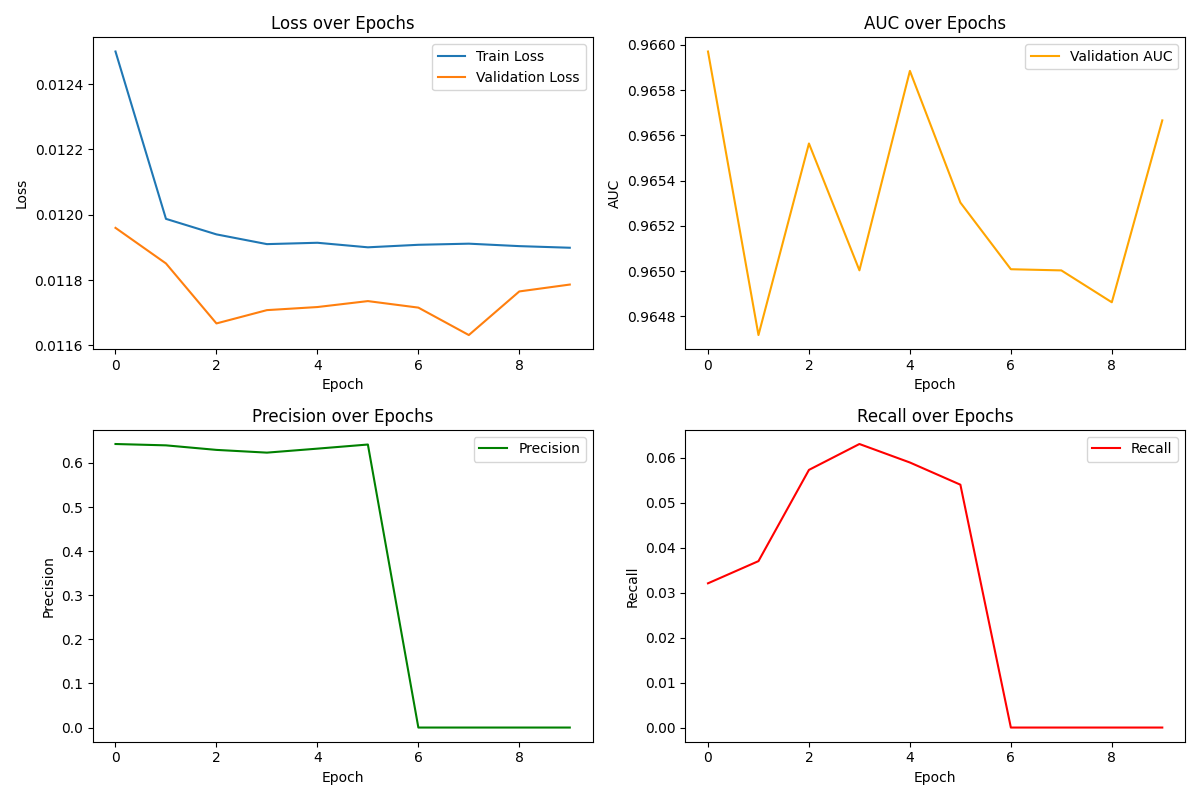 Loss over Epochs
Train Loss
Validation Loss
0.0124
0.0122
0.0120
0.0118
0.0116
Loss
0 2 4 6 8
Epoch
AUC over Epochs
Validation AUC
0.9660
0.9658
0.9656
0.9654
0.9652
0.9650
0.9648
AUC
0 2 4 6 8
Epoch
Precision over Epochs
Precision
0.6
0.5
0.4
0.3
0.2
0.1
0.0
Precision
0 2 4 6 8
Epoch
Recall over Epochs
Recall
0.06
0.05
0.04
0.03
0.02
0.01
0.00
Recall
0 2 4 6 8
Epoch